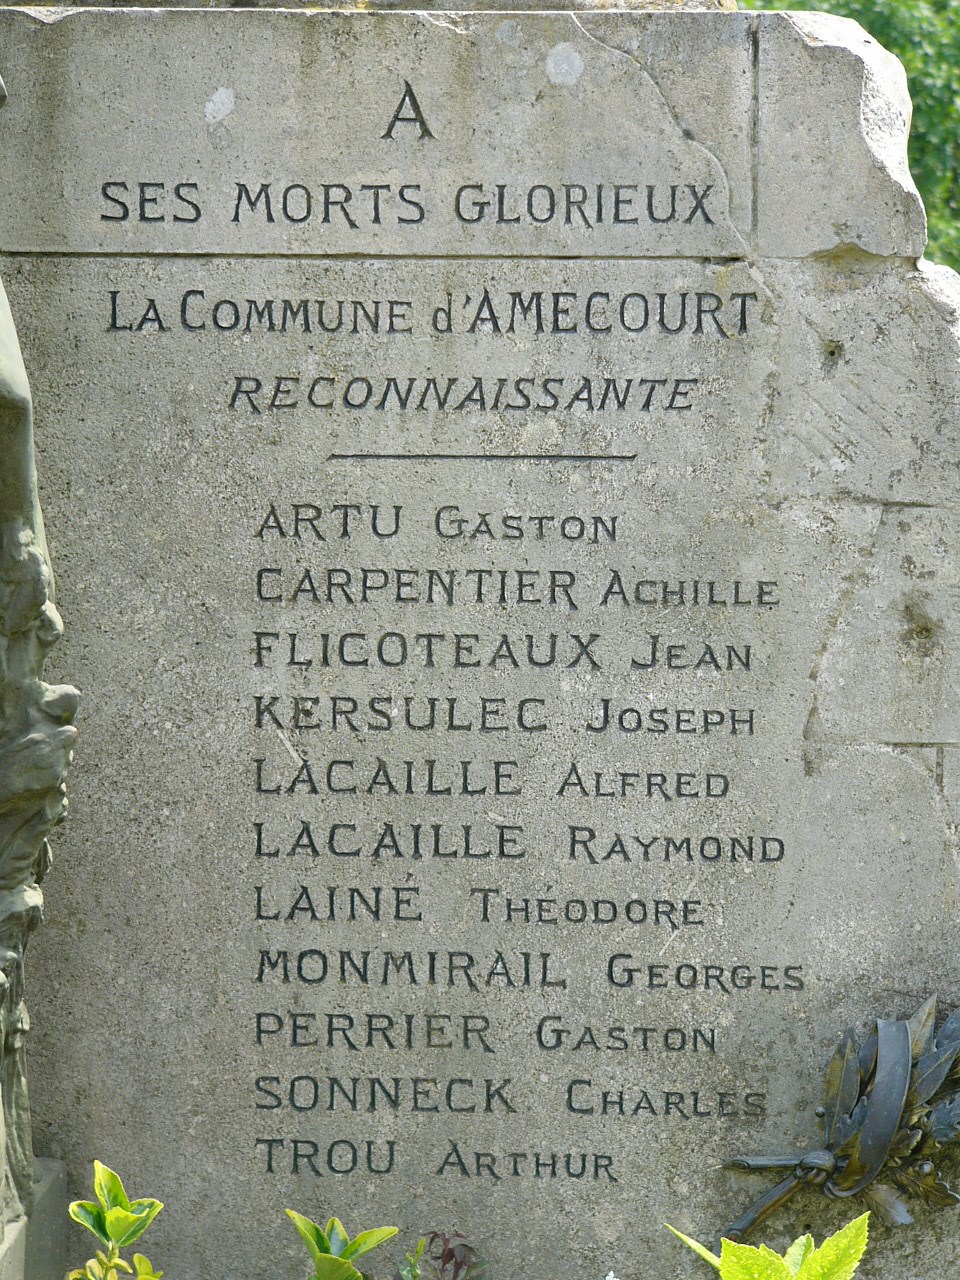 A
SES MORTS GLORIEUX
LA COMMUNE d'AMECOURT
RECONNAISSANTE
ARTU GASTON
CARPENTIER ACHILLE
FLICOTEAUX JEAN
KERSULEC JOSEPH
LACAILLE ALFRED
LACAILLE RAYMOND
LAINÉ THÉODORE
MONMIRAIL GEORGES
PERRIER GASTON
SONNECK CHARLES
TROU ARTHUR